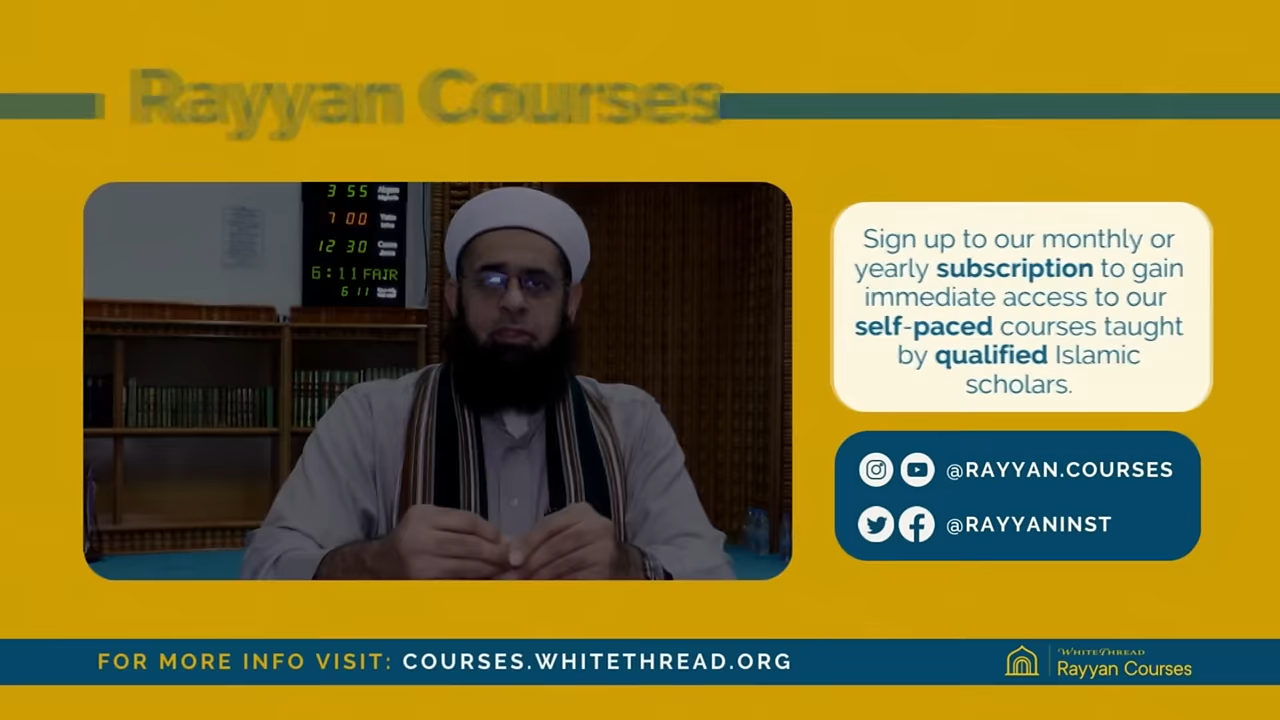 Rayyan Courses
3 55
7 00
12 30
6:11 FAJR
6 11
Sign up to our monthly or
yearly subscription to gain
immediate access to our
self-paced courses taught
by qualified Islamic
scholars.
@RAYYAN.COURSES
@RAYYANINST
FOR MORE INFO VISIT: COURSES.WHITETHREAD.ORG
WHITETHREAD
Rayyan Courses